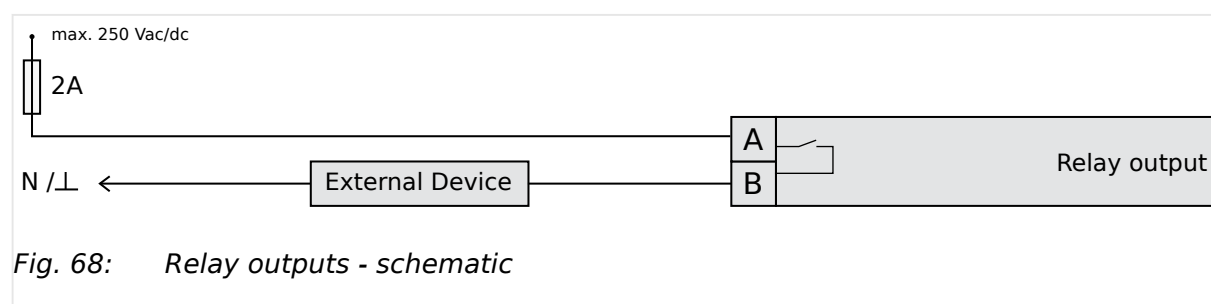 max. 250 Vac/dc
2A
A
N /⊥
External Device
B
Relay output
Fig. 68: Relay outputs - schematic